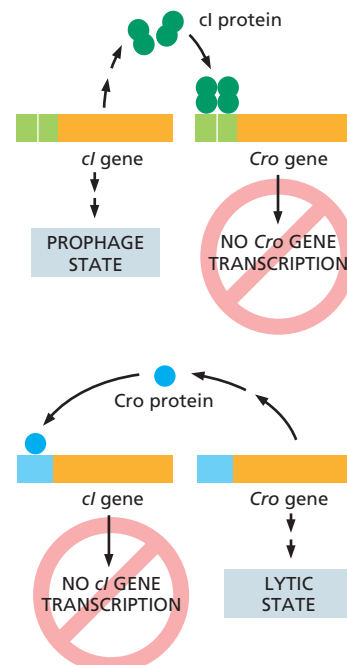 cI protein
cI gene
Cro gene
PROPHAGE
STATE
NO Cro GENE
TRANSCRIPTION
Cro protein
cI gene
Cro gene
NO cI GENE
TRANSCRIPTION
LYTIC
STATE